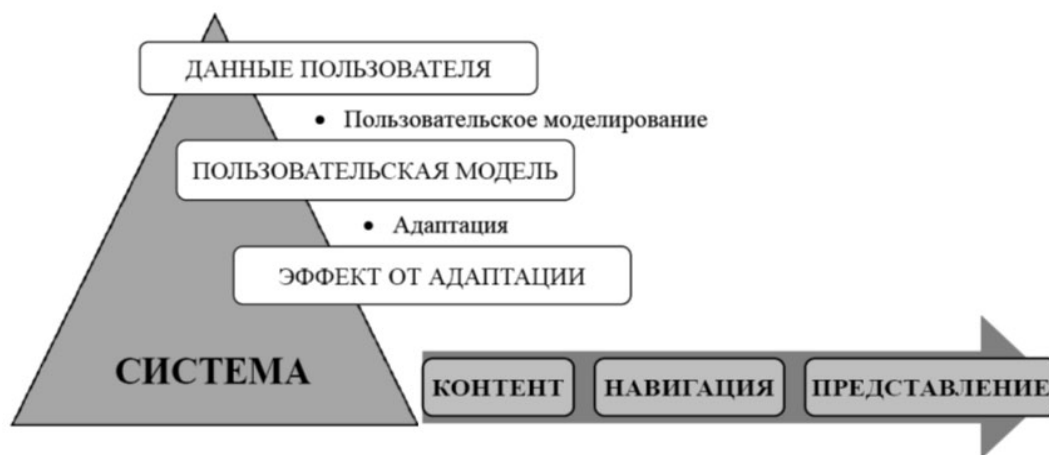 ДАННЫЕ ПОЛЬЗОВАТЕЛЯ
• Пользовательское моделирование
ПОЛЬЗОВАТЕЛЬСКАЯ МОДЕЛЬ
• Адаптация
ЭФФЕКТ ОТ АДАПТАЦИИ
СИСТЕМА
КОНТЕНТ НАВИГАЦИЯ ПРЕДСТАВЛЕНИЕ